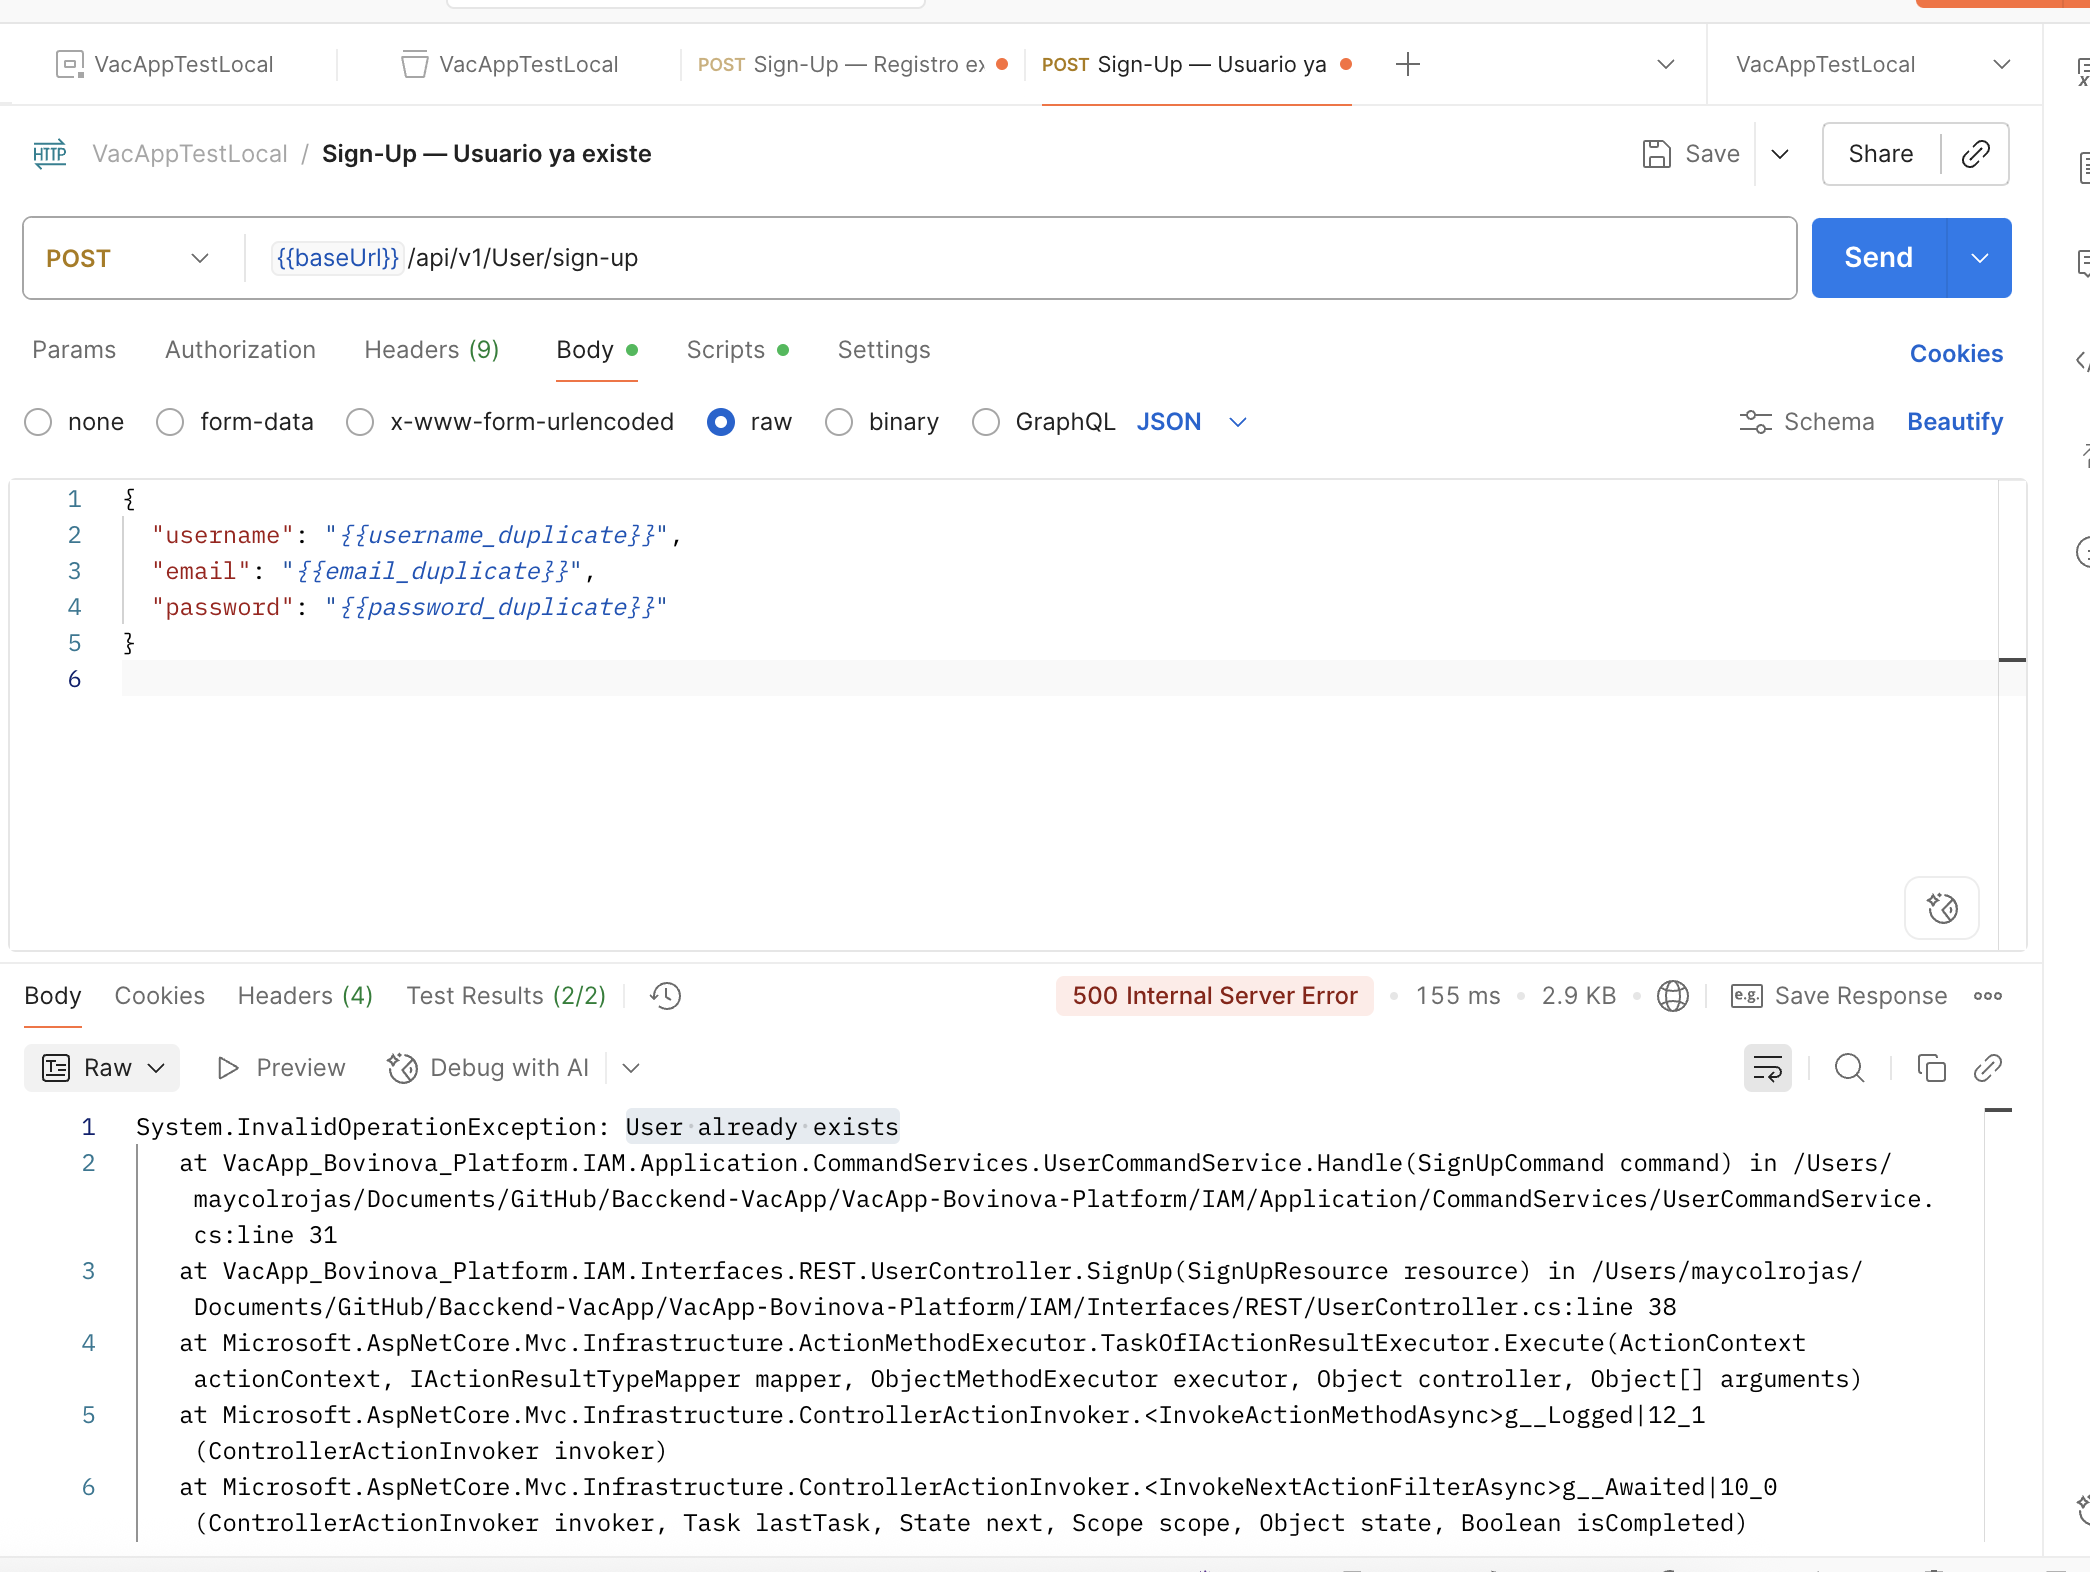 VacAppTestLocal
VacAppTestLocal
POST Sign-Up — Registro ex
POST Sign-Up — Usuario ya
VacAppTestLocal
HTTP VacAppTestLocal / Sign-Up — Usuario ya existe
Save
Share
POST
{{baseUrl}} /api/v1/User/sign-up
Send
Params Authorization Headers (9) Body Scripts Settings
Cookies
none form-data x-www-form-urlencoded raw binary GraphQL JSON
Schema Beautify
1 {
2 "username": "{{username_duplicate}}",
3 "email": "{{email_duplicate}}",
4 "password": "{{password_duplicate}}"
5 }
6
Body Cookies Headers (4) Test Results (2/2)
500 Internal Server Error 155 ms 2.9 KB e.g. Save Response
Raw Preview Debug with AI
1 System.InvalidOperationException: User already exists
2 at VacApp_Bovinova_Platform.IAM.Application.CommandServices.UserCommandService.Handle(SignUpCommand command) in /Users/
maycolrojas/Documents/GitHub/Bacckend-VacApp/VacApp-Bovinova-Platform/IAM/Application/CommandServices/UserCommandService.
cs:line 31
3 at VacApp_Bovinova_Platform.IAM.Interfaces.REST.UserController.SignUp(SignUpResource resource) in /Users/maycolrojas/
Documents/GitHub/Bacckend-VacApp/VacApp-Bovinova-Platform/IAM/Interfaces/REST/UserController.cs:line 38
4 at Microsoft.AspNetCore.Mvc.Infrastructure.ActionMethodExecutor.TaskOfIActionResultExecutor.Execute(ActionContext
actionContext, IActionResultTypeMapper mapper, ObjectMethodExecutor executor, Object controller, Object[] arguments)
5 at Microsoft.AspNetCore.Mvc.Infrastructure.ControllerActionInvoker.<InvokeActionMethodAsync>g__Logged|12_1
(ControllerActionInvoker invoker)
6 at Microsoft.AspNetCore.Mvc.Infrastructure.ControllerActionInvoker.<InvokeNextActionFilterAsync>g__Awaited|10_0
(ControllerActionInvoker invoker, Task lastTask, State next, Scope scope, Object state, Boolean isCompleted)